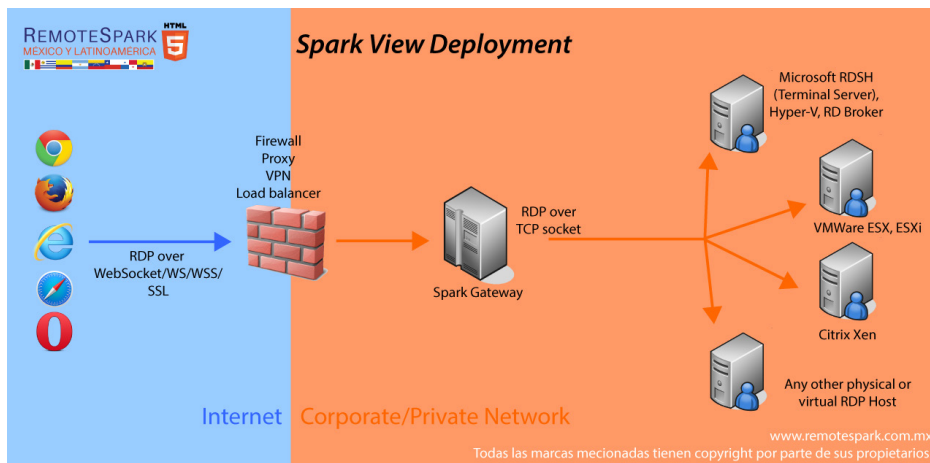 REMOTESPARK
MÉXICO Y LATINOAMÉRICA
HTML
5
Spark View Deployment
Microsoft RDSH
(Terminal Server),
Hyper-V, RD Broker
Firewall
Proxy
VPN
Load balancer
RDP over
WebSocket/WS/WSS/
SSL
Spark Gateway
RDP over
TCP socket
VMWare ESX, ESXi
Citrix Xen
Any other physical or
virtual RDP Host
Internet
Corporate/Private Network
www.remotespark.com.mx
Todas las marcas mecionadas tienen copyright por parte de sus propietarios